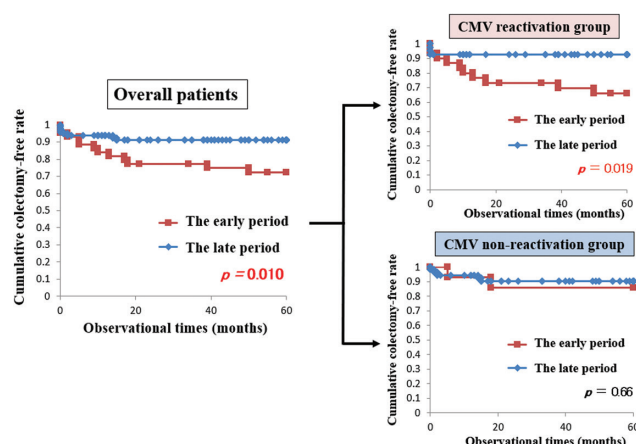 Overall patients
Cumulative colectomy-free rate
1
0.9
0.8
0.7
0.6
0.5
0.4
0.3
0.2
0.1
0
The early period
The late period
p = 0.010
0
20
40
60
Observational times (months)
CMV reactivation group
Cumulative colectomy-free rate
1
0.9
0.8
0.7
0.6
0.5
0.4
0.3
0.2
0.1
0
The early period
The late period
p = 0.019
0
20
40
60
Observational times (months)
CMV non-reactivation group
Cumulative colectomy-free rate
1
0.9
0.8
0.7
0.6
0.5
0.4
0.3
0.2
0.1
0
The early period
The late period
p = 0.66
0
20
40
60
Observational times (months)